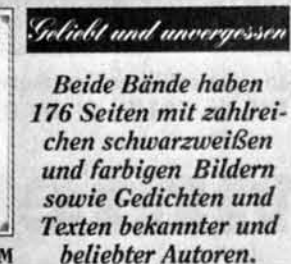 Geliebt und unvergessen
Beide Bände haben
176 Seiten mit zahlrei-
chen schwarzweißen
und farbigen Bildern
sowie Gedichten und
Texten bekannter und
beliebter Autoren.
M